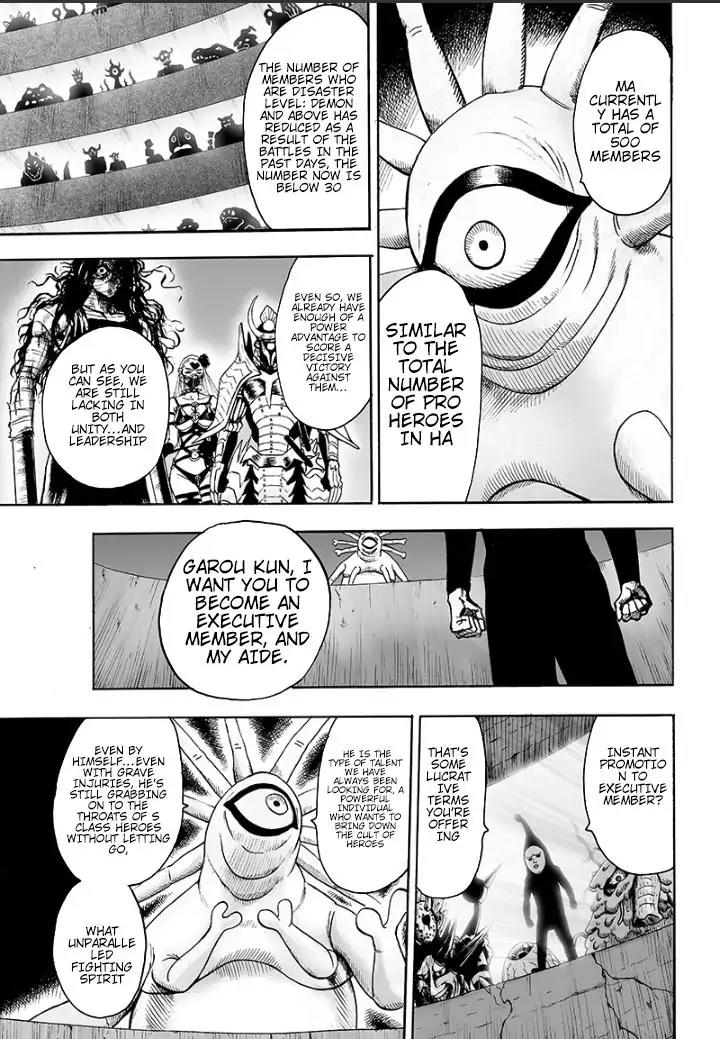 MA
CURRENTL
Y HAS A
TOTAL OF
500
MEMBERS
SIMILAR
TO THE
TOTAL
NUMBER
OF PRO
HEROES
IN HA
THE NUMBER OF
MEMBERS WHO
ARE DISASTER
LEVEL: DEMON
AND ABOVE HAS
REDUCED AS A
RESULT OF THE
BATTLES IN THE
PAST DAYS, THE
NUMBER NOW IS
BELOW 30
EVEN SO, WE
ALREADY HAVE
ENOUGH OF A
POWER
ADVANTAGE TO
SCORE A
DECISIVE
VICTORY
AGAINST
THEM...
BUT AS YOU
CAN SEE, WE
ARE STILL
LACKING IN
BOTH
UNITY...AND
LEADERSHIP
GAROU KUN, I
WANT YOU TO
BECOME AN
EXECUTIVE
MEMBER, AND
MY AIDE.
INSTANT
PROMOTIO
N TO
EXECUTIVE
MEMBER?
THAT'S
SOME
LUCRAT
IVE
TERMS
YOU'RE
OFFER
ING
HE IS THE
TYPE OF TALENT
WE HAVE
ALWAYS BEEN
LOOKING FOR, A
POWERFUL
INDIVIDUAL
WHO WANTS TO
BRING DOWN
THE CULT OF
HEROES
EVEN BY
HIMSELF...EVEN
WITH GRAVE
INJURIES, HE'S
STILL GRABBING
ON TO THE
THROATS OF S
CLASS HEROES
WITHOUT LETTING
GO,
WHAT
UNPARALLE
LED
FIGHTING
SPIRIT